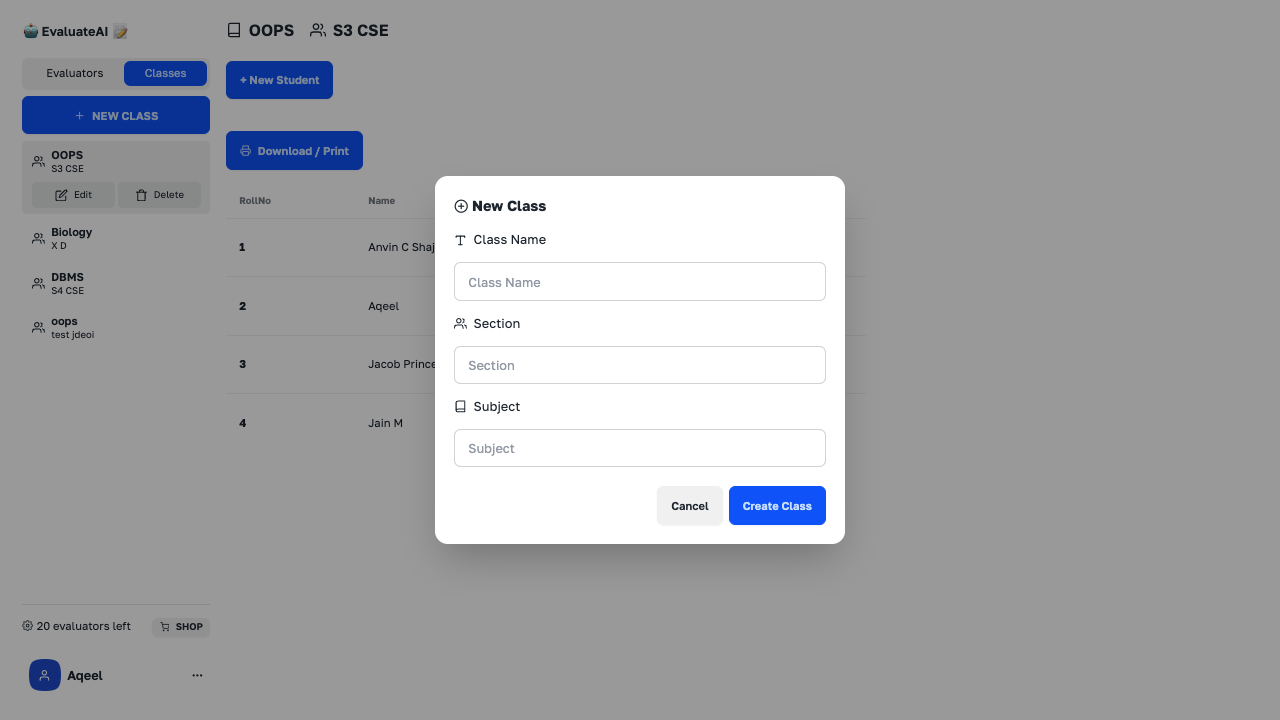 EvaluateAI
Evaluators
Classes
+ NEW CLASS
OOPS
S3 CSE
Edit
Delete
Biology
X D
DBMS
S4 CSE
oops
test jdeoi
20 evaluators left
SHOP
Aqeel
...
OOPS
S3 CSE
+ New Student
Download / Print
RollNo
Name
1
Anvin C Shaj
2
Aqeel
3
Jacob Prince
4
Jain M
New Class
Class Name
Class Name
Section
Section
Subject
Subject
Cancel
Create Class